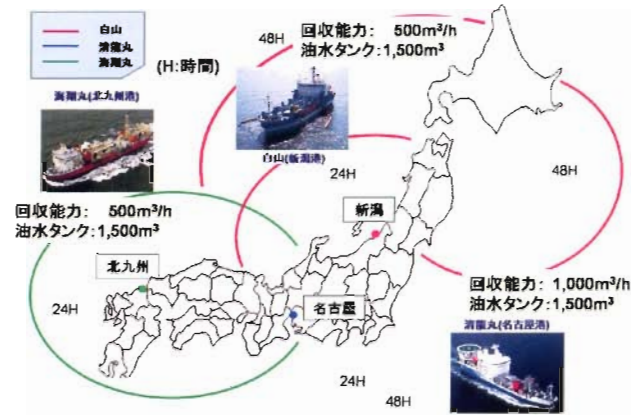 白山
清龍丸
海翔丸
(H:時間)
48H
回収能力： 500m³/h
油水タンク：1,500m³
海翔丸(北九州港)
白山(新潟港)
24H
48H
回収能力： 500m³/h
油水タンク：1,500m³
新潟
北九州
回収能力： 1,000m³/h
油水タンク：1,500m³
24H
名古屋
清龍丸(名古屋港)
24H
48H